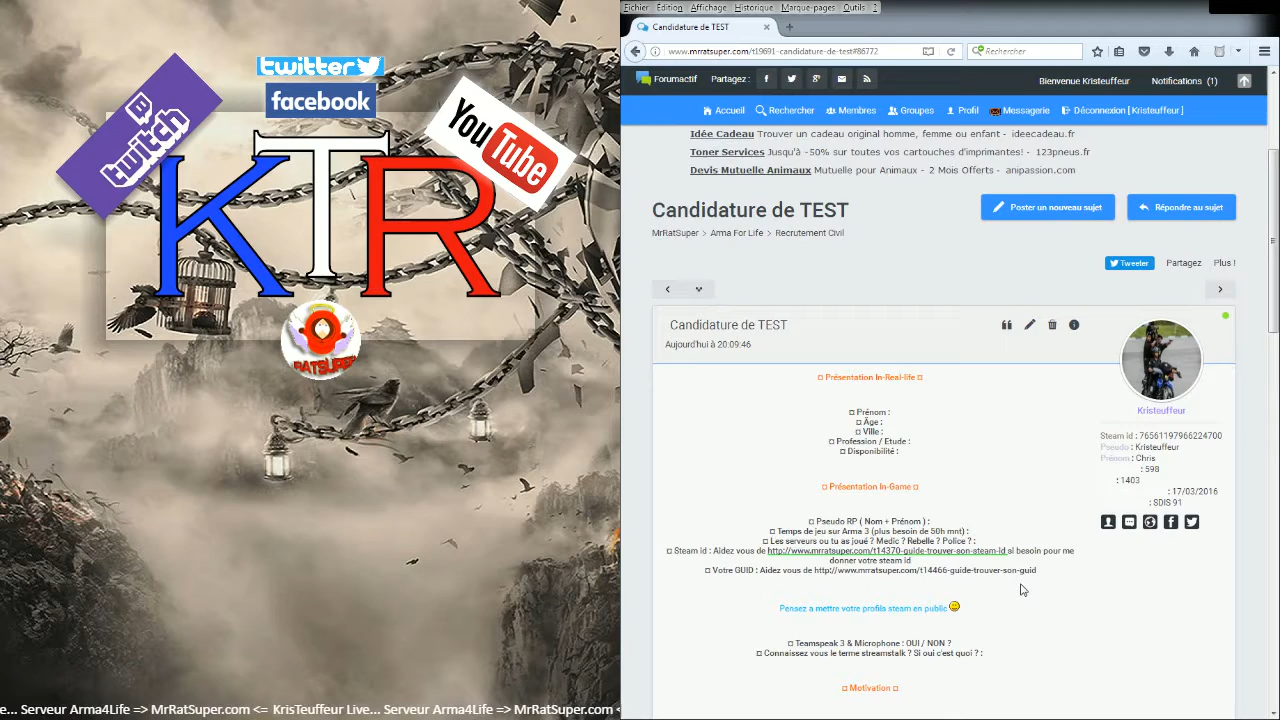 twitch
twitter
facebook
You Tube
KTR
RATSUPER
e... Serveur Arma4Life => MrRatSuper.com <= KrisTeuffeur Live... Serveur Arma4Life => MrRatSuper.com <
Fichier Édition Affichage Historique Marque-pages Outils ?
Candidature de TEST
www.mrratsuper.com/t19691-candidature-de-test#86772
Rechercher
Forumactif Partagez :
Bienvenue Kristeuffeur Notifications (1)
Accueil Rechercher Membres Groupes Profil Messagerie Déconnexion [ Kristeuffeur ]
Idée Cadeau Trouver un cadeau original homme, femme ou enfant - ideecadeau.fr
Toner Services Jusqu'à -50% sur toutes vos cartouches d'imprimantes! - 123pneus.fr
Devis Mutuelle Animaux Mutuelle pour Animaux - 2 Mois Offerts - anipassion.com
Candidature de TEST
Poster un nouveau sujet
Répondre au sujet
MrRatSuper > Arma For Life > Recrutement Civil
Tweeter Partagez Plus !
Candidature de TEST
Aujourd'hui à 20:09:46
¤ Présentation In-Real-life ¤
¤ Prénom :
¤ Âge :
¤ Ville :
¤ Profession / Etude :
¤ Disponibilité :
¤ Présentation In-Game ¤
¤ Pseudo RP ( Nom + Prénom ) :
¤ Temps de jeu sur Arma 3 (plus besoin de 50h mnt) :
¤ Les serveurs ou tu as joué ? Medic ? Rebelle ? Police ? :
¤ Steam id : Aidez vous de http://www.mrratsuper.com/t14370-guide-trouver-son-steam-id si besoin pour me
donner votre steam id
¤ Votre GUID : Aidez vous de http://www.mrratsuper.com/t14466-guide-trouver-son-guid
Pensez a mettre votre profils steam en public
¤ Teamspeak 3 & Microphone : OUI / NON ?
¤ Connaissez vous le terme streamstalk ? Si oui c'est quoi ? :
¤ Motivation ¤
Kristeuffeur
Steam id : 76561197966224700
Pseudo : Kristeuffeur
Prénom : Chris
: 598
: 1403
: 17/03/2016
: SDIS 91